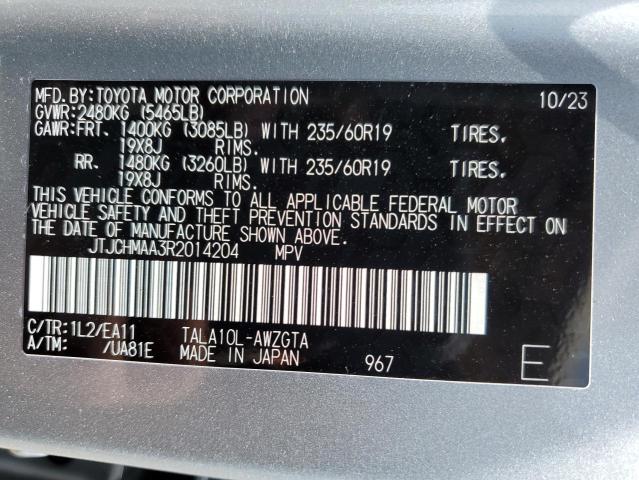 MFD.BY:TOYOTA MOTOR CORPORATION 10/23
GVWR:2480KG (5465LB)
GAWR:FRT. 1400KG (3085LB) WITH 235/60R19 TIRES.
19X8J RIMS.
RR. 1480KG (3260LB) WITH 235/60R19 TIRES.
19X8J RIMS.
THIS VEHICLE CONFORMS TO ALL APPLICABLE FEDERAL MOTOR
VEHICLE SAFETY AND THEFT PREVENTION STANDARDS IN EFFECT ON
THE DATE OF MANUFACTURE SHOWN ABOVE.
JTJCHMAA3R2014204 MPV
C/TR:1L2/EA11 TALA10L-AWZGTA
A/TM: /UA81E MADE IN JAPAN 967 E